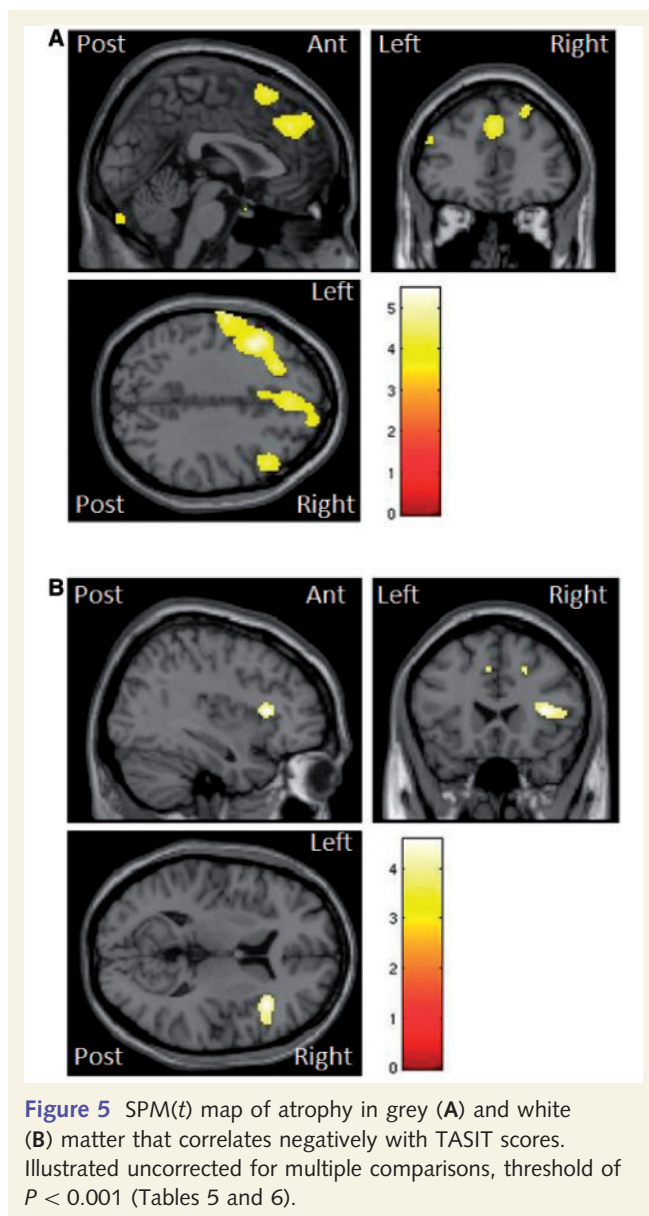 A
Post Ant
Left Right
Left
Post Right
5
4
3
2
1
0
B
Post Ant
Left Right
Left
Post Right
4
3
2
1
0
Figure 5 SPM(t) map of atrophy in grey (A) and white
(B) matter that correlates negatively with TASIT scores.
Illustrated uncorrected for multiple comparisons, threshold of
P < 0.001 (Tables 5 and 6).